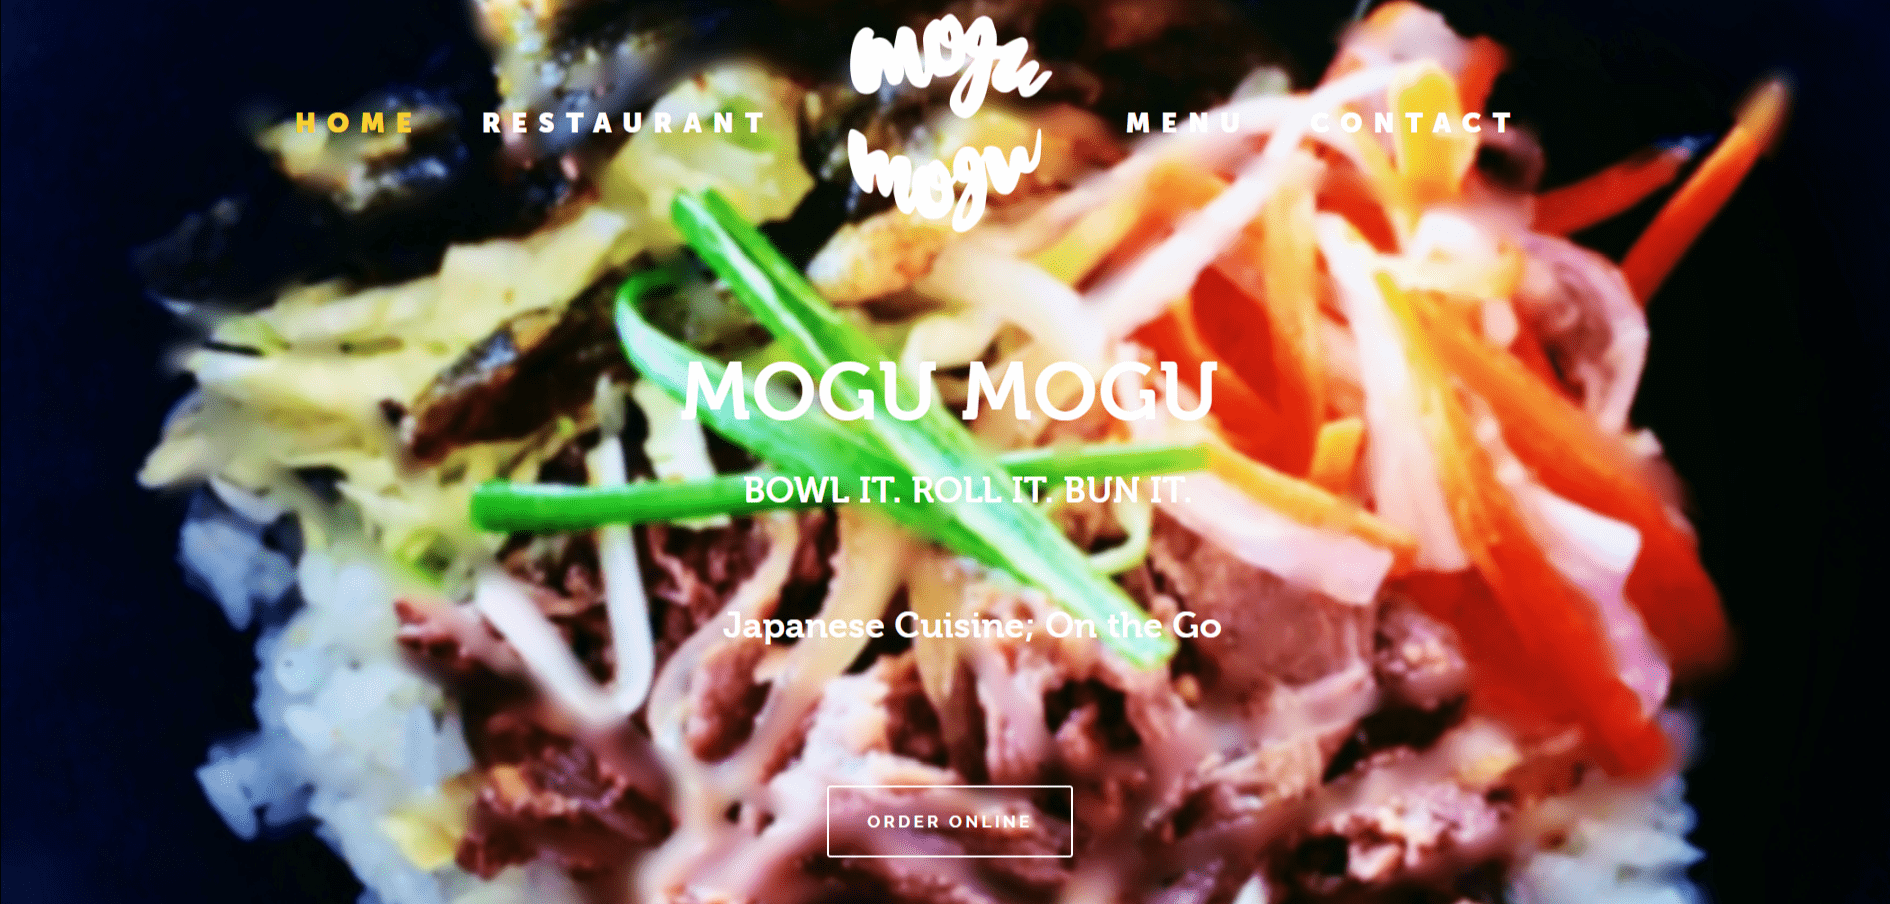 mogu
mogu
HOME RESTAURANT MENU CONTACT
MOGU MOGU
BOWL IT. ROLL IT. BUN IT.
Japanese Cuisine; On the Go
ORDER ONLINE